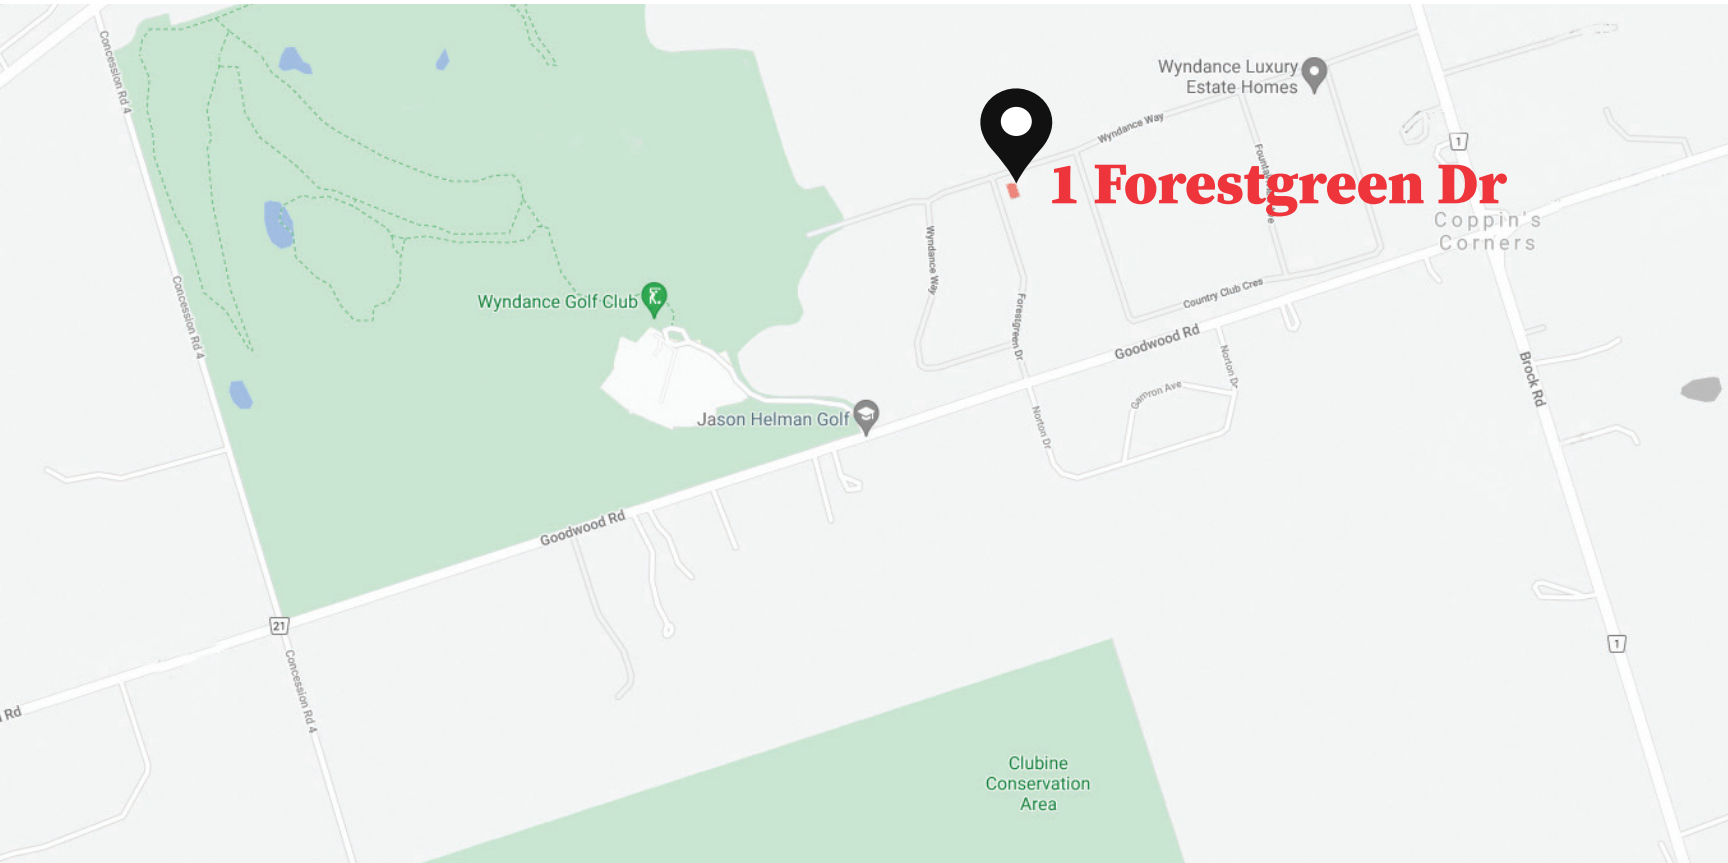 Concession Rd 4
Wyndance Luxury
Estate Homes
Wyndance Way
1
1 Forestgreen Dr
Coppin's
Corners
Wyndance Way
Concession Rd 4
Wyndance Golf Club
Country Club Cres
Forestgreen Dr
Goodwood Rd
Norton Dr
Brock Rd
Jason Helman Golf
Norton Dr
Goodwood Rd
21
1
Concession Rd 4
Rd
Clubine
Conservation
Area